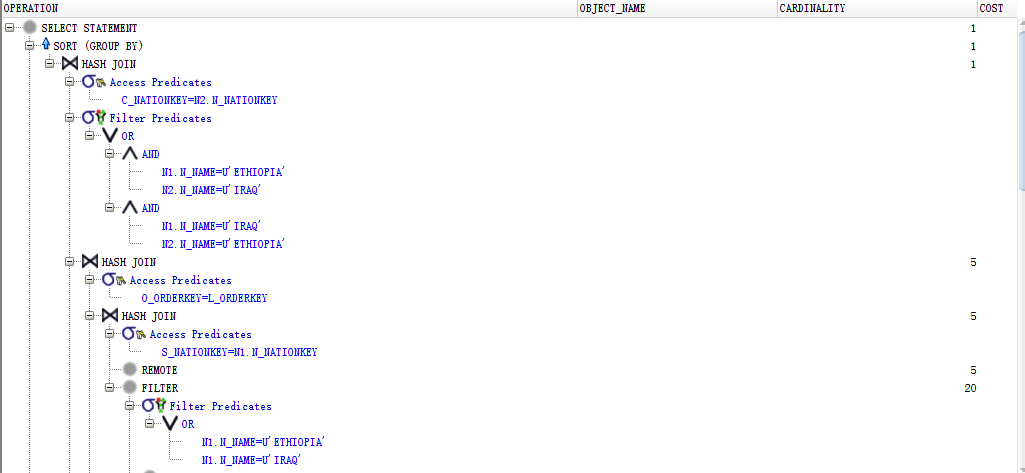 OPERATION OBJECT_NAME CARDINALITY COST
SELECT STATEMENT 1
SORT (GROUP BY) 1
HASH JOIN 1
Access Predicates
C_NATIONKEY=N2.N_NATIONKEY
Filter Predicates
OR
AND
N1.N_NAME=U'ETHIOPIA'
N2.N_NAME=U'IRAQ'
AND
N1.N_NAME=U'IRAQ'
N2.N_NAME=U'ETHIOPIA'
HASH JOIN 5
Access Predicates
O_ORDERKEY=L_ORDERKEY
HASH JOIN 5
Access Predicates
S_NATIONKEY=N1.N_NATIONKEY
REMOTE 5
FILTER 20
Filter Predicates
OR
N1.N_NAME=U'ETHIOPIA'
N1.N_NAME=U'IRAQ'